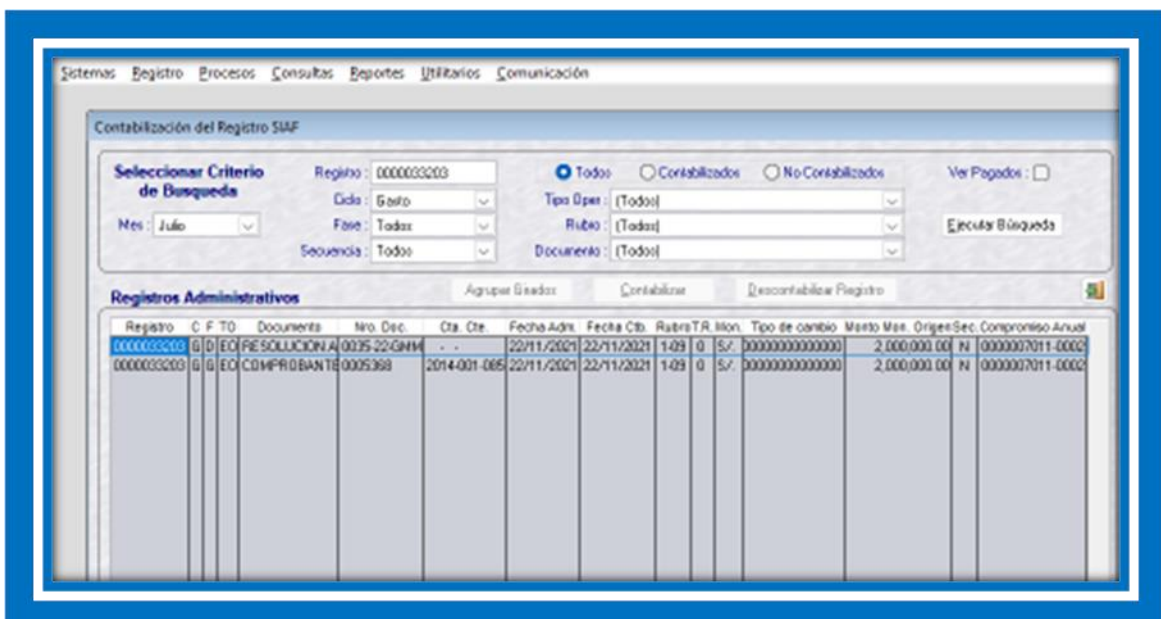 Sistemas Registro Procesos Consultas Reportes Utilitarios Comunicación
Contabilización del Registro SIAF
Seleccionar Criterio de Busqueda
Registro : 0000033203
Todos Contabilizados No Contabilizados
Ver Pagados :
Ciclo : Gasto
Tipo Oper : (Todos)
Mes : Julio
Fase : Todos
Rubro : (Todos)
Ejecutar Búsqueda
Secuencia : Todos
Documento : (Todos)
Registros Administrativos
Agrupar Girados Contabilizar Descontabilizar Registro
Registro C F TO Documento Nro. Doc. Cta. Cte. Fecha Adm. Fecha Ctb. Rubro T.R. Mon. Tipo de cambio Monto Mon. Origen Sec. Compromiso Anual
0000033203 G D EO RESOLUCION A 0035-22-GMM - - 22/11/2021 22/11/2021 1-09 0 S/. 2,000,000.00 N 0000007011-0002
0000033203 G G EO COMPROBANTE 0005368 2014-001-085 22/11/2021 22/11/2021 1-09 0 S/. 2,000,000.00 N 0000007011-0002